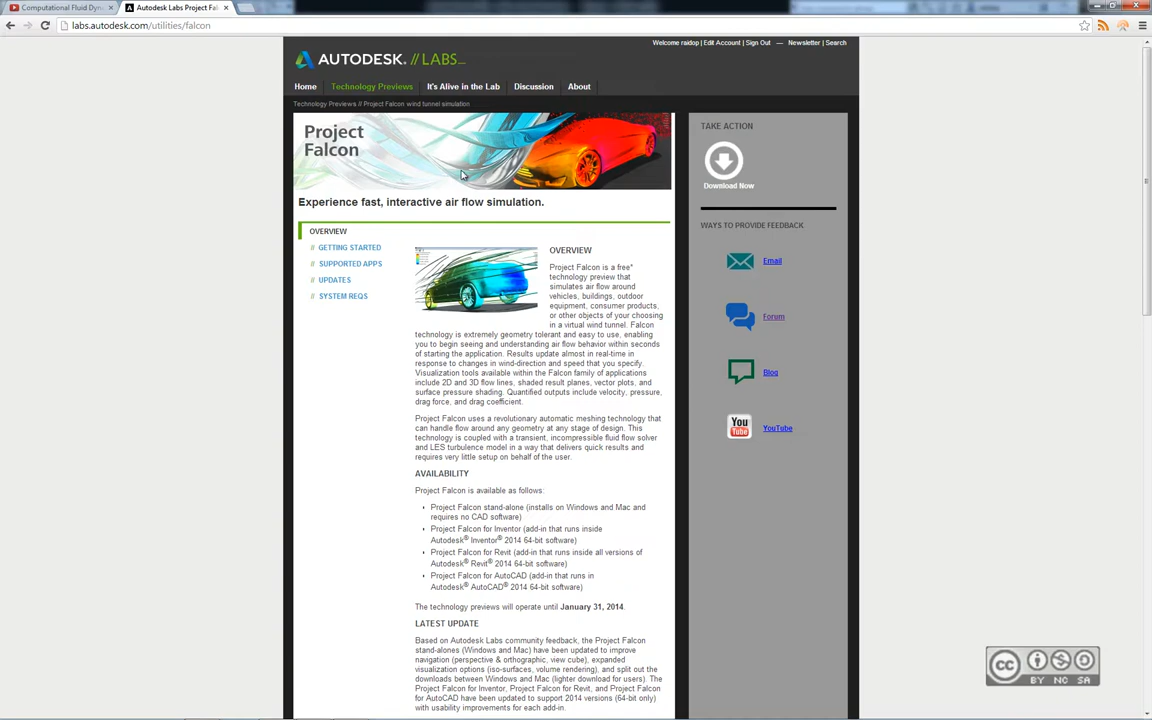 Computational Fluid Dyn
Autodesk Labs Project Fal
labs.autodesk.com/utilities/falcon
Welcome raidop | Edit Account | Sign Out — Newsletter | Search
AUTODESK. //LABS
Home Technology Previews It's Alive in the Lab Discussion About
Technology Previews // Project Falcon wind tunnel simulation
Project
Falcon
Experience fast, interactive air flow simulation.
OVERVIEW
// GETTING STARTED
// SUPPORTED APPS
// UPDATES
// SYSTEM REQS
OVERVIEW
Project Falcon is a free*
technology preview that
simulates air flow around
vehicles, buildings, outdoor
equipment, consumer products,
or other objects of your choosing
in a virtual wind tunnel. Falcon
technology is extremely geometry tolerant and easy to use, enabling
you to begin seeing and understanding air flow behavior within seconds
of starting the application. Results update almost in real-time in
response to changes in wind-direction and speed that you specify.
Visualization tools available within the Falcon family of applications
include 2D and 3D flow lines, shaded result planes, vector plots, and
surface pressure shading. Quantified outputs include velocity, pressure,
drag force, and drag coefficient.
Project Falcon uses a revolutionary automatic meshing technology that
can handle flow around any geometry at any stage of design. This
technology is coupled with a transient, incompressible fluid flow solver
and LES turbulence model in a way that delivers quick results and
requires very little setup on behalf of the user.
AVAILABILITY
Project Falcon is available as follows:
Project Falcon stand-alone (installs on Windows and Mac and
requires no CAD software)
Project Falcon for Inventor (add-in that runs inside
Autodesk® Inventor® 2014 64-bit software)
Project Falcon for Revit (add-in that runs inside all versions of
Autodesk® Revit® 2014 64-bit software)
Project Falcon for AutoCAD (add-in that runs in
Autodesk® AutoCAD® 2014 64-bit software)
The technology previews will operate until January 31, 2014.
LATEST UPDATE
Based on Autodesk Labs community feedback, the Project Falcon
stand-alones (Windows and Mac) have been updated to improve
navigation (perspective & orthographic, view cube), expanded
visualization options (iso-surfaces, volume rendering), and split out the
downloads between Windows and Mac (lighter download for users). The
Project Falcon for Inventor, Project Falcon for Revit, and Project Falcon
for AutoCAD have been updated to support 2014 versions (64-bit only)
with usability improvements for each add-in.
TAKE ACTION
Download Now
WAYS TO PROVIDE FEEDBACK
Email
Forum
Blog
You
Tube
YouTube
cc
BY NC SA